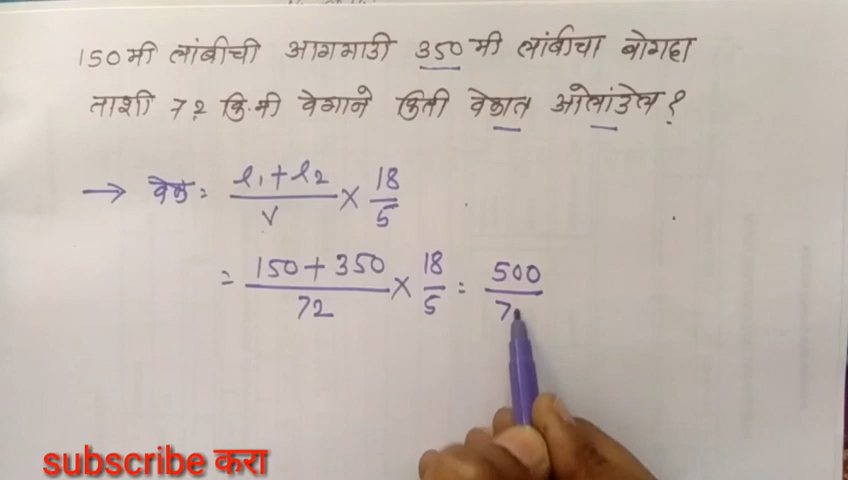 150 मी लांबीची आगगाडी 350 मी लांबीचा बोगदा
ताशी 72 कि.मी वेगाने किती वेळात ओलांडेल ?
→ वेळ = l₁ + l₂ / v × 18/5
= 150 + 350 / 72 × 18/5 = 500 / 7
subscribe करा